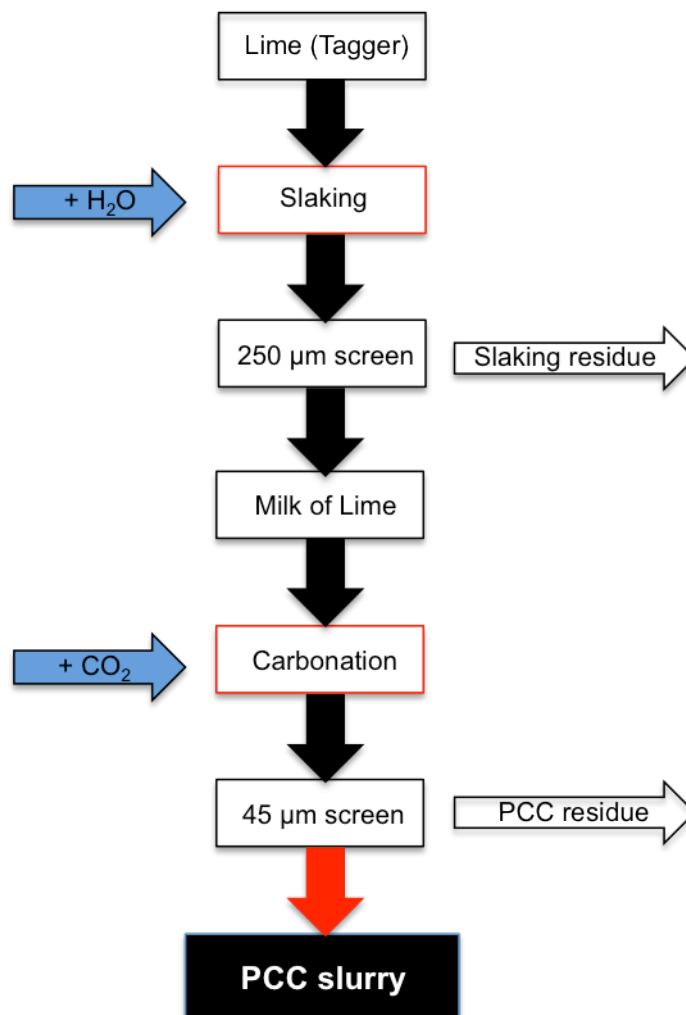 Lime (Tagger)
+ H₂O
Slaking
250 µm screen
Slaking residue
Milk of Lime
+ CO₂
Carbonation
45 µm screen
PCC residue
PCC slurry